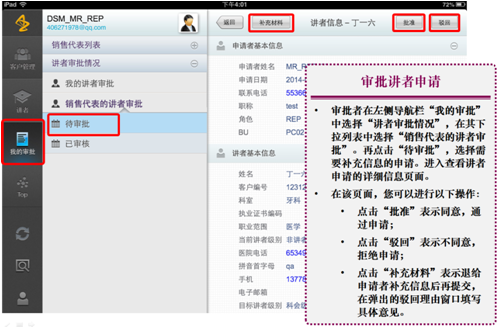 iPad
下午4:01
72%
DSM_MR_REP
406271978@qq.com
返回
补充材料
讲者信息 – 丁一六
批准
驳回
客户管理
讲者
我的审批
Top
销售代表列表
讲者审批情况
我的讲者审批
销售代表的讲者审批
待审批
已审核
申请者基本信息
申请者姓名 MR_
申请日期 2014-
联系电话 5536
职称 test
角色 REP
BU PC02
讲者基本信息
姓名 丁一六
客户编号 12312
科室 牙科
执业证书编码
职业范围 医学
当前讲者级别 非讲者
医院电话 65349
拼音首字母 qa
手机 1377
电子邮箱
目标讲者级别 科会
审批讲者申请
• 审批者在左侧导航栏“我的审批”
中选择“讲者审批情况”，在其下
拉列表中选择“销售代表的讲者审
批”。再点击“待审批”，选择需
要补充信息的申请。进入查看讲者
申请的详细信息页面。
• 在该页面，您可以进行以下操作:
• 点击“批准”表示同意，通
过申请；
• 点击“驳回”表示不同意，
拒绝申请；
• 点击“补充材料”表示退给
申请者补充信息后再提交，
在弹出的驳回理由窗口填写
具体意见。